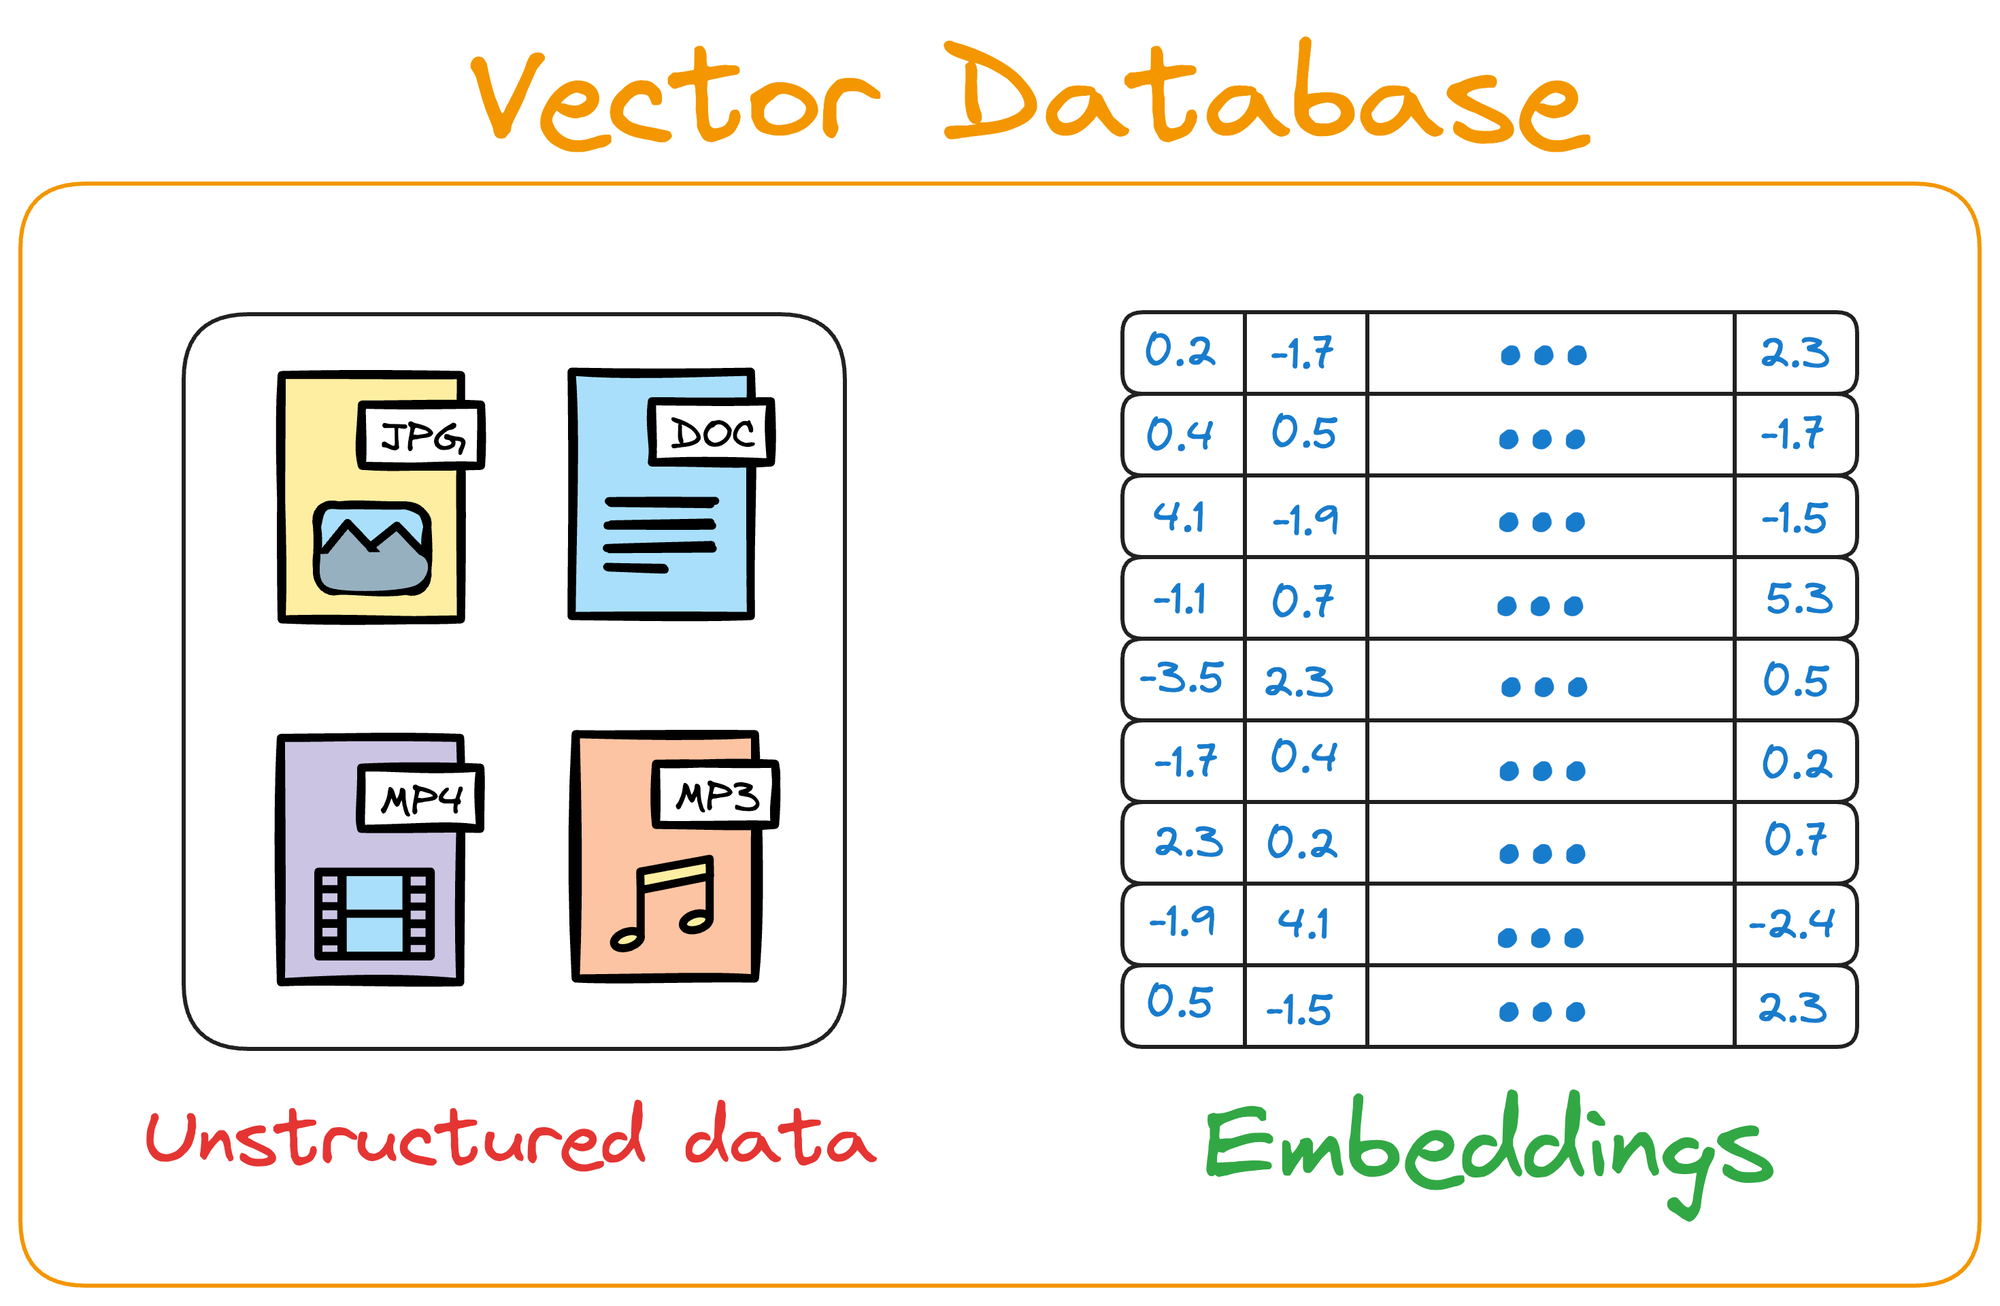 Vector Database
JPG
DOC
MP4
MP3
0.2 -1.7 ●●● 2.3
0.4 0.5 ●●● -1.7
4.1 -1.9 ●●● -1.5
-1.1 0.7 ●●● 5.3
-3.5 2.3 ●●● 0.5
-1.7 0.4 ●●● 0.2
2.3 0.2 ●●● 0.7
-1.9 4.1 ●●● -2.4
0.5 -1.5 ●●● 2.3
Unstructured data
Embeddings